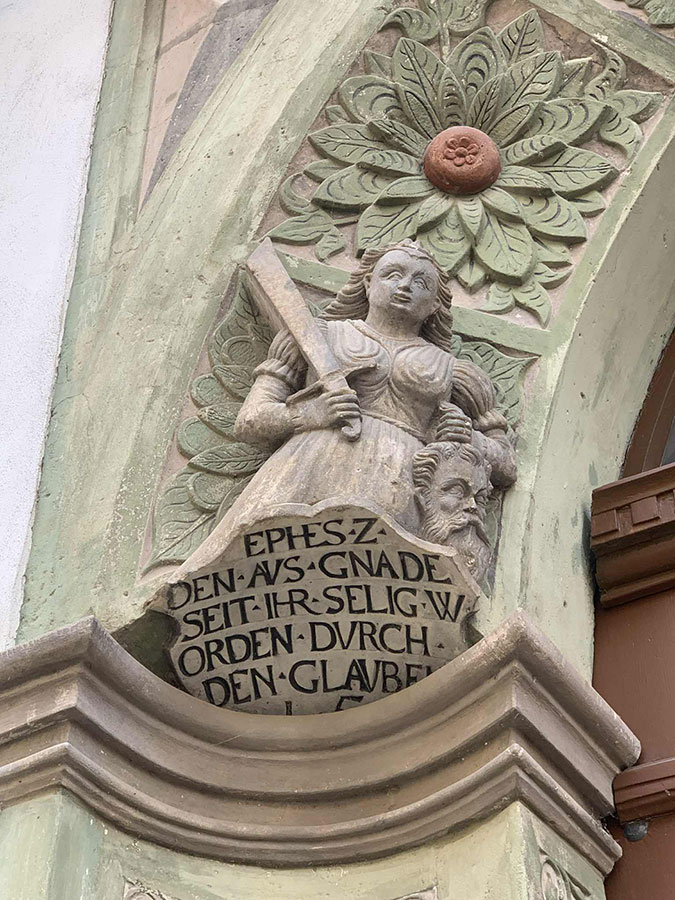 EPHES·Z·
DEN·AVS·GNADE
SEIT·IHR·SELIG·W
ORDEN·DVRCH·
DEN·GLAVBE